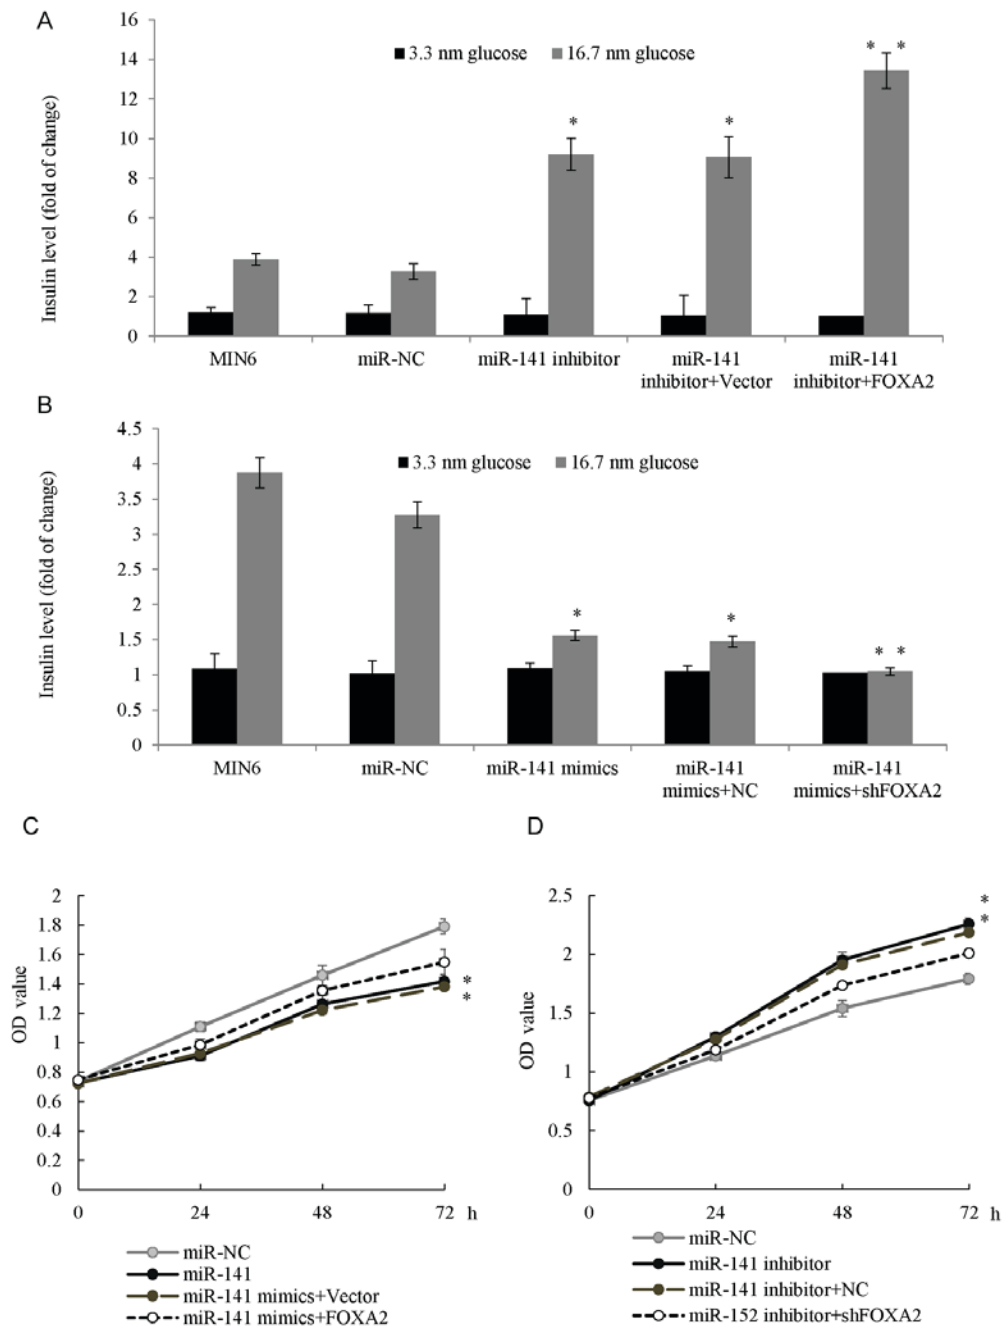 A
Insulin level (fold of change)
16
14
12
10
8
6
4
2
0
3.3 nm glucose 16.7 nm glucose
*
*
* *
MIN6
miR-NC
miR-141 inhibitor
miR-141
inhibitor+Vector
miR-141
inhibitor+FOXA2
B
Insulin level (fold of change)
4.5
4
3.5
3
2.5
2
1.5
1
0.5
0
3.3 nm glucose 16.7 nm glucose
*
*
* *
MIN6
miR-NC
miR-141 mimics
miR-141
mimics+NC
miR-141
mimics+shFOXA2
C
OD value
2
1.8
1.6
1.4
1.2
1
0.8
0.6
0.4
0.2
0
*
*
0 24 48 72 h
miR-NC
miR-141
miR-141 mimics+Vector
miR-141 mimics+FOXA2
D
OD value
2.5
2
1.5
1
0.5
0
*
*
0 24 48 72 h
miR-NC
miR-141 inhibitor
miR-141 inhibitor+NC
miR-152 inhibitor+shFOXA2